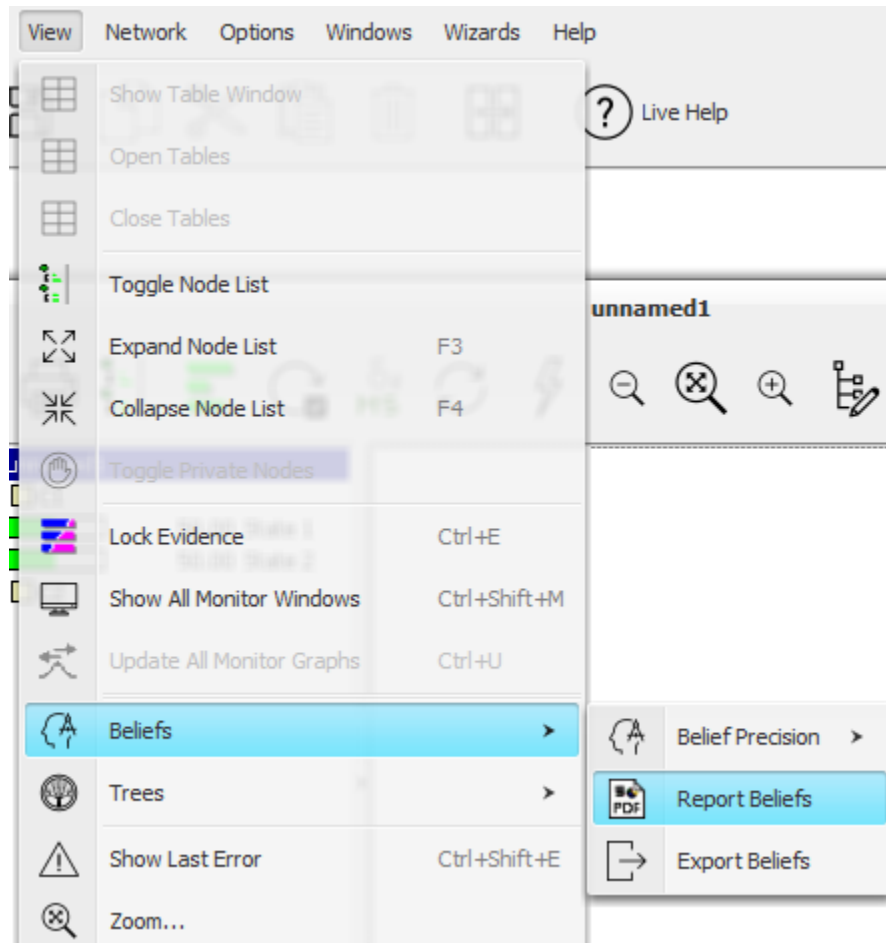 View Network Options Windows Wizards Help
Show Table Window
? Live Help
Open Tables
Close Tables
Toggle Node List
unnamed1
Expand Node List F3
Collapse Node List F4
Toggle Private Nodes
Lock Evidence Ctrl+E
Show All Monitor Windows Ctrl+Shift+M
Update All Monitor Graphs Ctrl+U
Beliefs
Belief Precision
Trees
PDF Report Beliefs
Show Last Error Ctrl+Shift+E
Export Beliefs
Zoom...